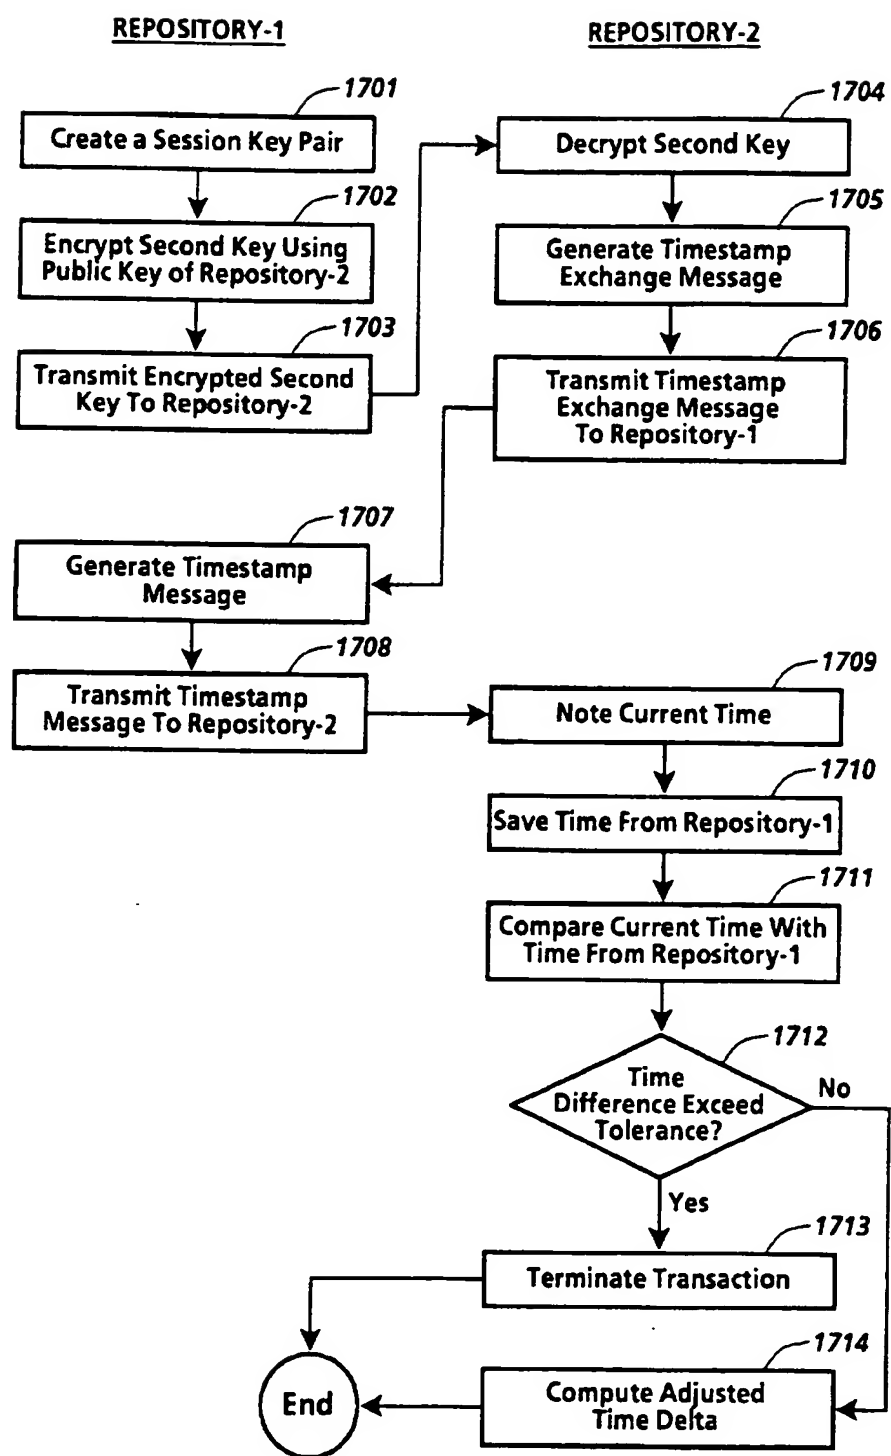 REPOSITORY-1
REPOSITORY-2
1701
Create a Session Key Pair
1702
Encrypt Second Key Using
Public Key of Repository-2
1703
Transmit Encrypted Second
Key To Repository-2
1704
Decrypt Second Key
1705
Generate Timestamp
Exchange Message
1706
Transmit Timestamp
Exchange Message
To Repository-1
1707
Generate Timestamp
Message
1708
Transmit Timestamp
Message To Repository-2
1709
Note Current Time
1710
Save Time From Repository-1
1711
Compare Current Time With
Time From Repository-1
1712
Time
Difference Exceed
Tolerance?
No
Yes
1713
Terminate Transaction
1714
Compute Adjusted
Time Delta
End